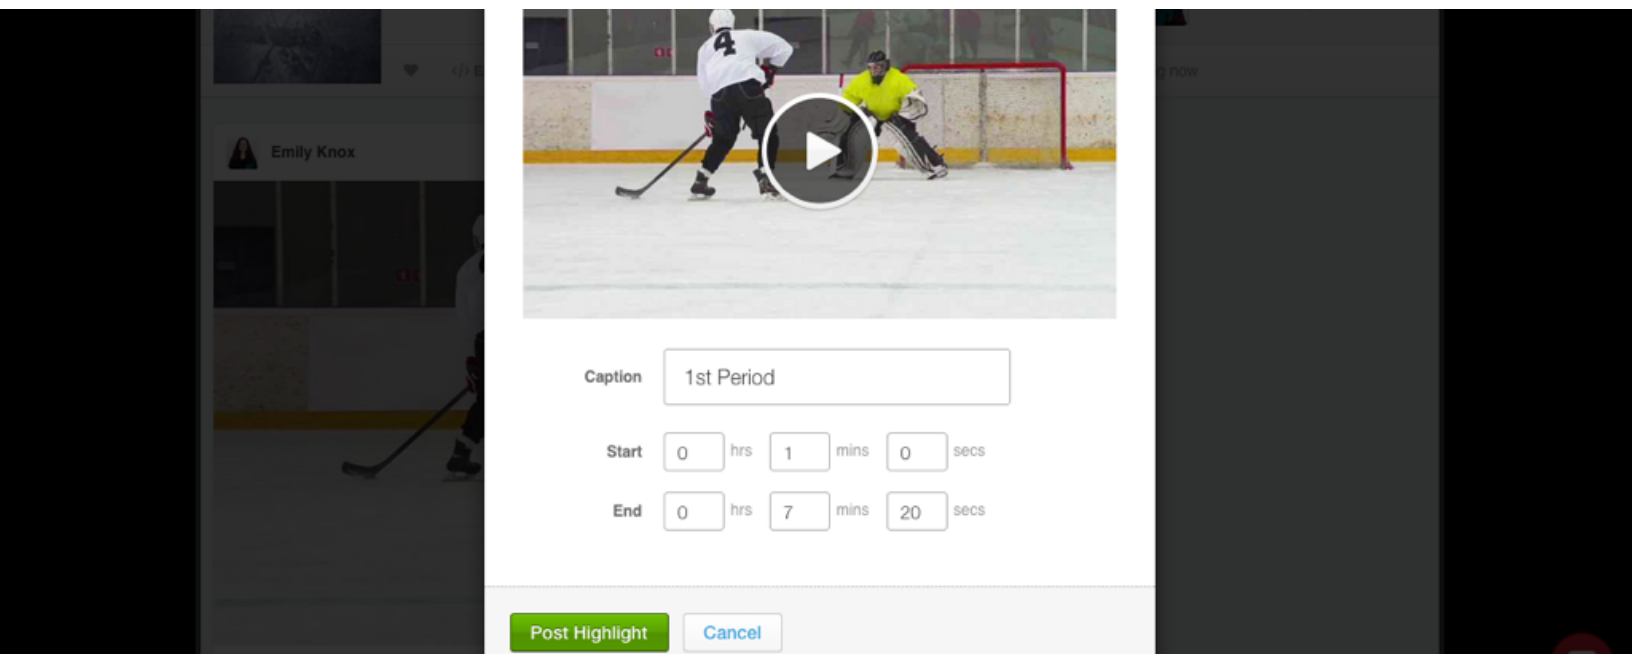 4
</> E
g now
Emily Knox
Caption 1st Period
Start 0 hrs 1 mins 0 secs
End 0 hrs 7 mins 20 secs
Post Highlight Cancel